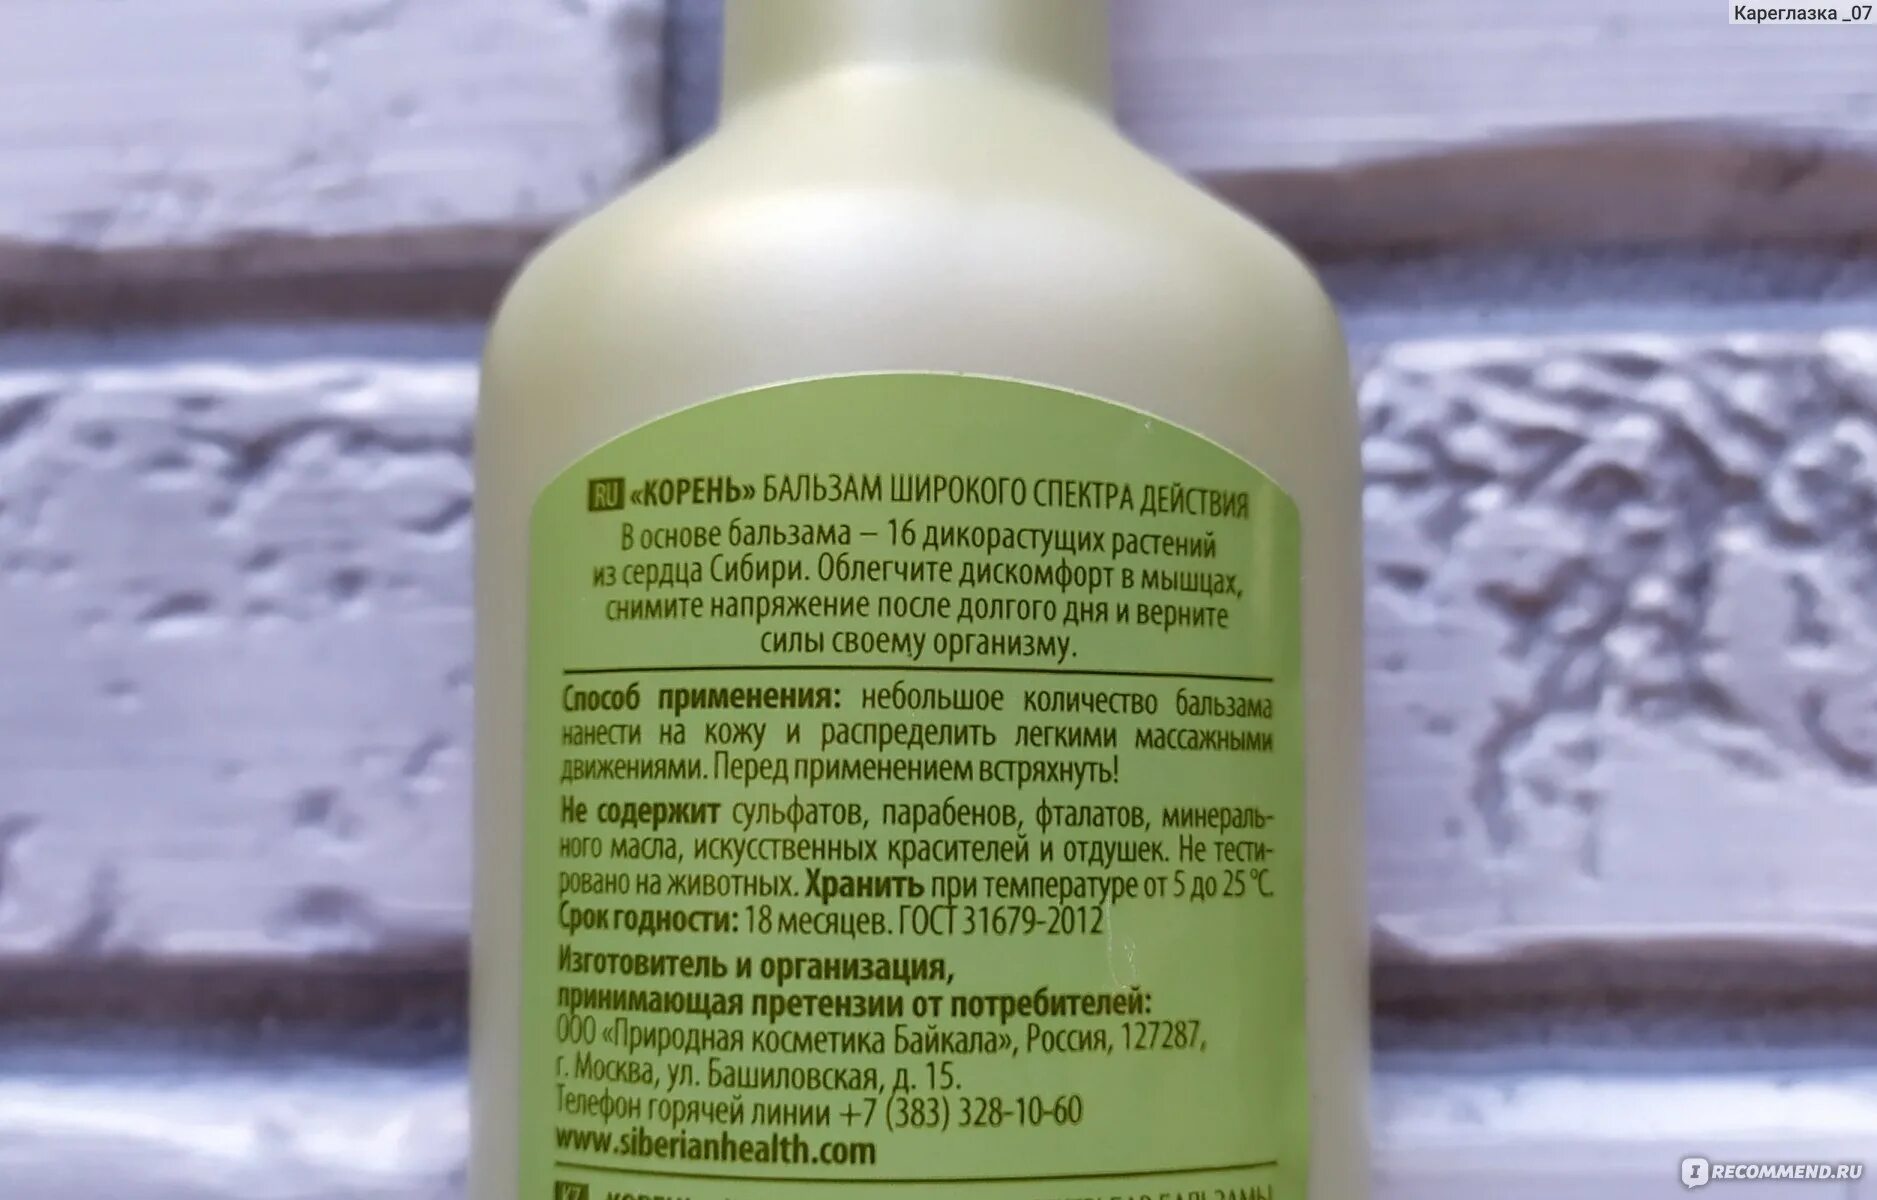 Кареглазка _07
RU «КОРЕНЬ» БАЛЬЗАМ ШИРОКОГО СПЕКТРА ДЕЙСТВИЯ
В основе бальзама – 16 дикорастущих растений
из сердца Сибири. Облегчите дискомфорт в мышцах,
снимите напряжение после долгого дня и верните
силы своему организму.
Способ применения: небольшое количество бальзама
нанести на кожу и распределить легкими массажными
движениями. Перед применением встряхнуть!
Не содержит сульфатов, парабенов, фталатов, минераль-
ного масла, искусственных красителей и отдушек. Не тести-
ровано на животных. Хранить при температуре от 5 до 25 °С.
Срок годности: 18 месяцев. ГОСТ 31679-2012
Изготовитель и организация,
принимающая претензии от потребителей:
ООО «Природная косметика Байкала», Россия, 127287,
г. Москва, ул. Башиловская, д. 15.
Телефон горячей линии +7 (383) 328-10-60
www.siberianhealth.com
KZ «КОРЕНЬ»
IRECOMMEND.RU